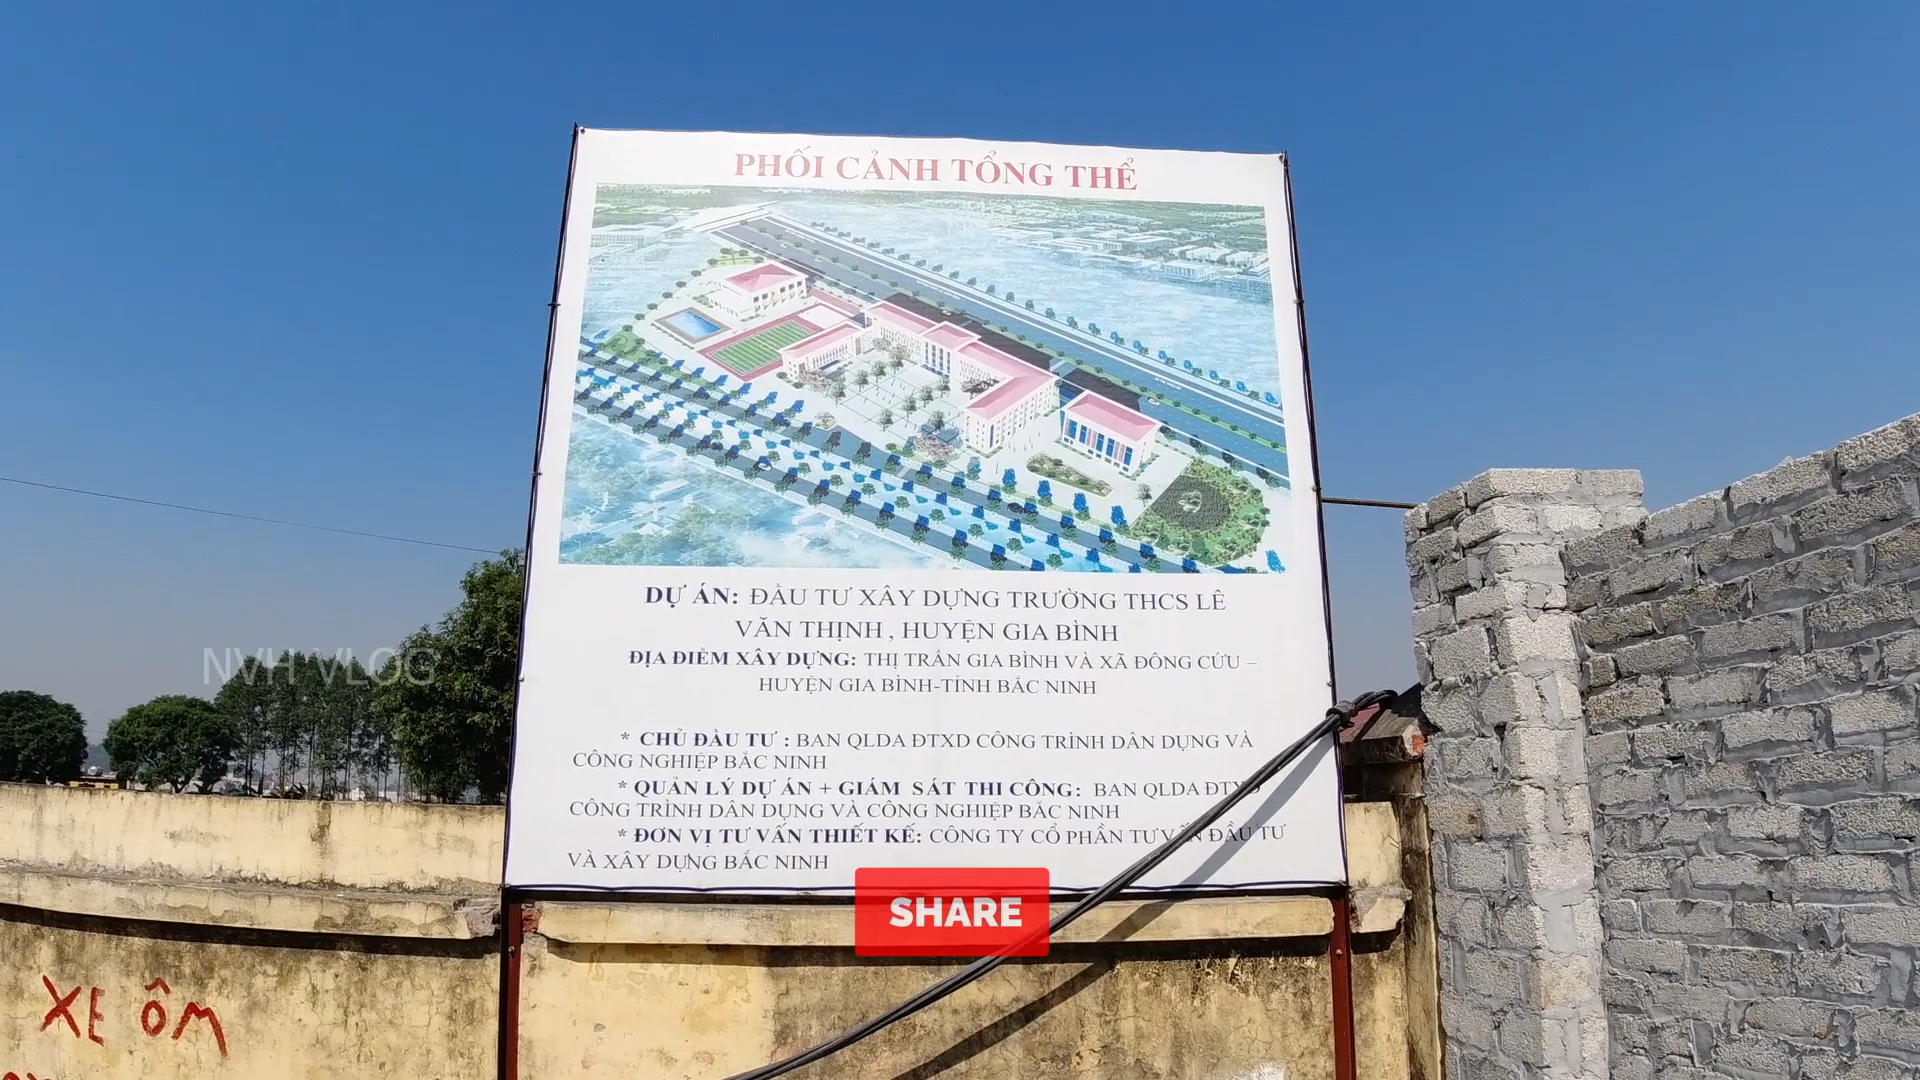 PHỐI CẢNH TỔNG THỂ
DỰ ÁN: ĐẦU TƯ XÂY DỰNG TRƯỜNG THCS LÊ
VĂN THỊNH , HUYỆN GIA BÌNH
ĐỊA ĐIỂM XÂY DỰNG: THỊ TRẤN GIA BÌNH VÀ XÃ ĐÔNG CỨU –
HUYỆN GIA BÌNH-TỈNH BẮC NINH
* CHỦ ĐẦU TƯ : BAN QLDA ĐTXD CÔNG TRÌNH DÂN DỤNG VÀ
CÔNG NGHIỆP BẮC NINH
* QUẢN LÝ DỰ ÁN + GIÁM SÁT THI CÔNG: BAN QLDA ĐTXD
CÔNG TRÌNH DÂN DỤNG VÀ CÔNG NGHIỆP BẮC NINH
* ĐƠN VỊ TƯ VẤN THIẾT KẾ: CÔNG TY CỔ PHẦN TƯ VẤN ĐẦU TƯ
VÀ XÂY DỰNG BẮC NINH
NVH VLOG
SHARE
XE ÔM